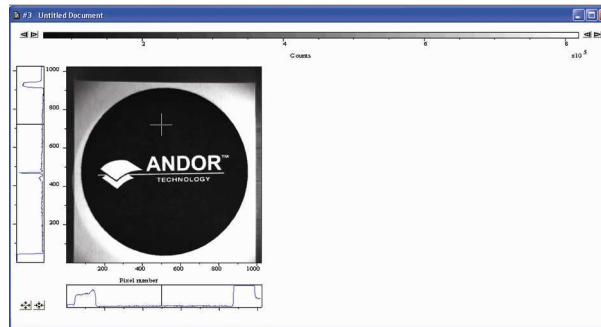 #3 Untitled Document
2 4 6 8
Counts x10 5
1000
800
ANDOR™
TECHNOLOGY
600
400
200
200 400 600 800 1000
Pixel number